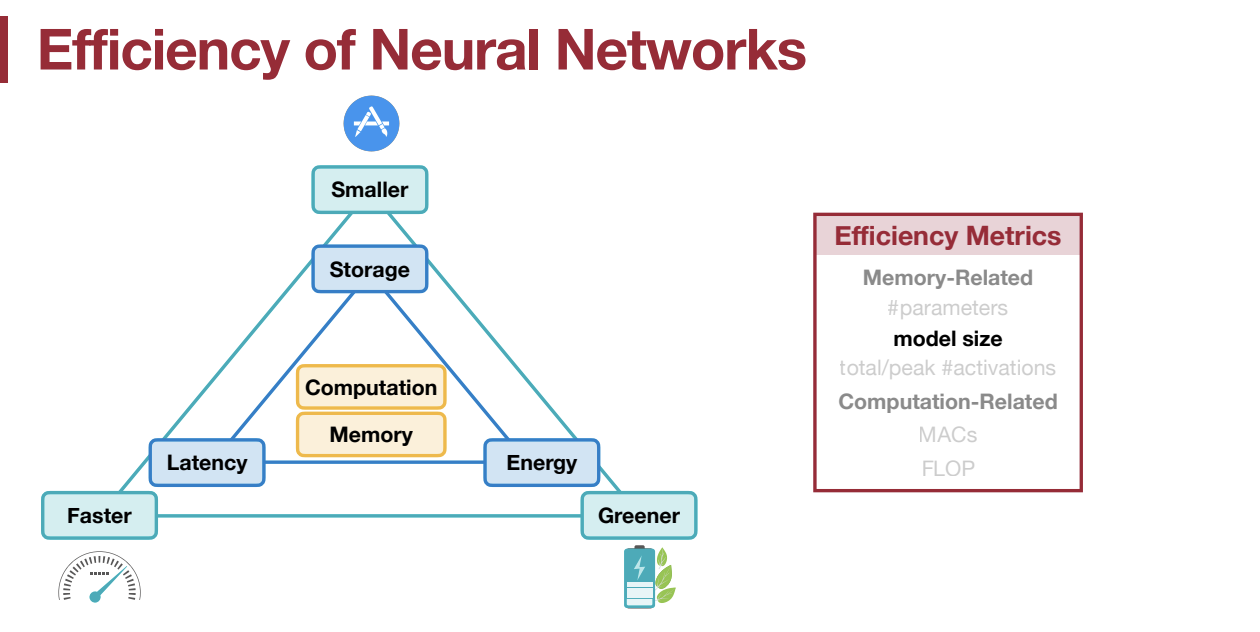 Efficiency of Neural Networks
Smaller
Storage
Computation
Memory
Latency
Energy
Faster
Greener
Efficiency Metrics
Memory-Related
#parameters
model size
total/peak #activations
Computation-Related
MACs
FLOP